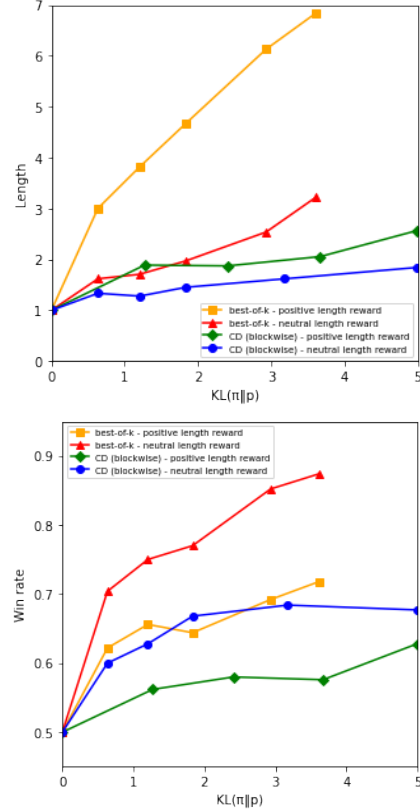 7
6
5
4
3
2
1
0
Length
best-of-k - positive length reward
best-of-k - neutral length reward
CD (blockwise) - positive length reward
CD (blockwise) - neutral length reward
0 1 2 3 4 5
KL(π‖p)
best-of-k - positive length reward
best-of-k - neutral length reward
CD (blockwise) - positive length reward
CD (blockwise) - neutral length reward
0.9
0.8
0.7
0.6
0.5
Win rate
0 1 2 3 4 5
KL(π‖p)